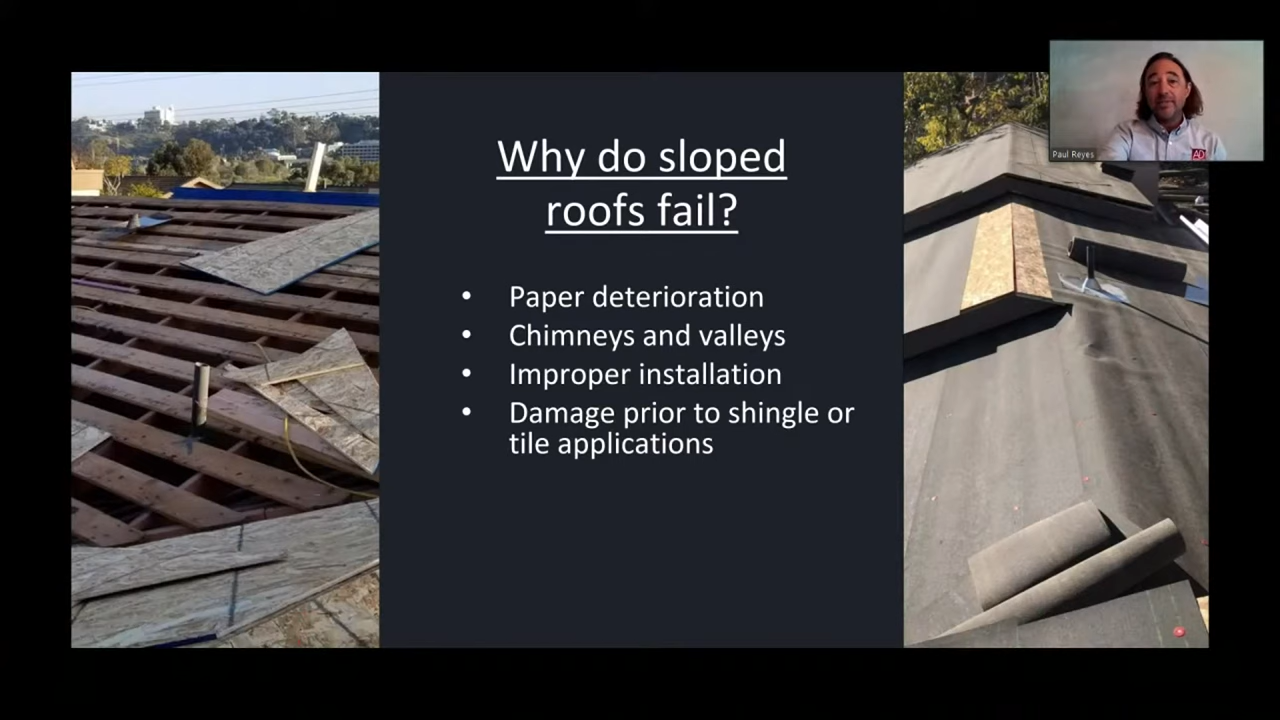 Why do sloped
roofs fail?
• Paper deterioration
• Chimneys and valleys
• Improper installation
• Damage prior to shingle or
tile applications
Paul Reyes